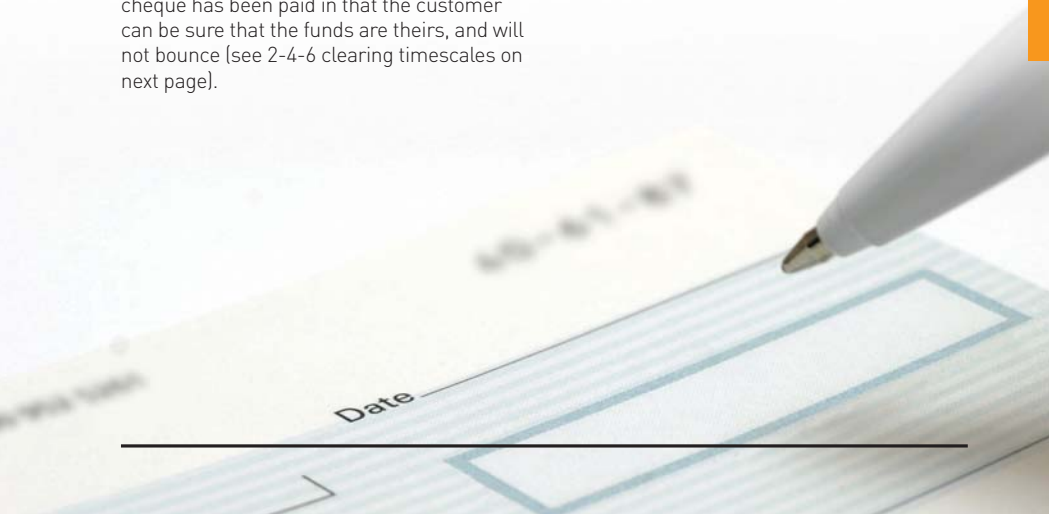 cheque has been paid in that the customer
can be sure that the funds are theirs, and will
not bounce (see 2-4-6 clearing timescales on
next page).
Date